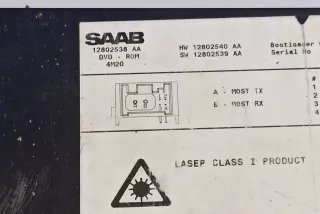 SAAB
12802538 AA
DVD - ROM
4M20
HW 12802540 AA
SW 12802539 AA
Bootloader
Serial No
A - MOST TX
B - MOST RX
#
1
2
3
4
LASER CLASS I PRODUCT